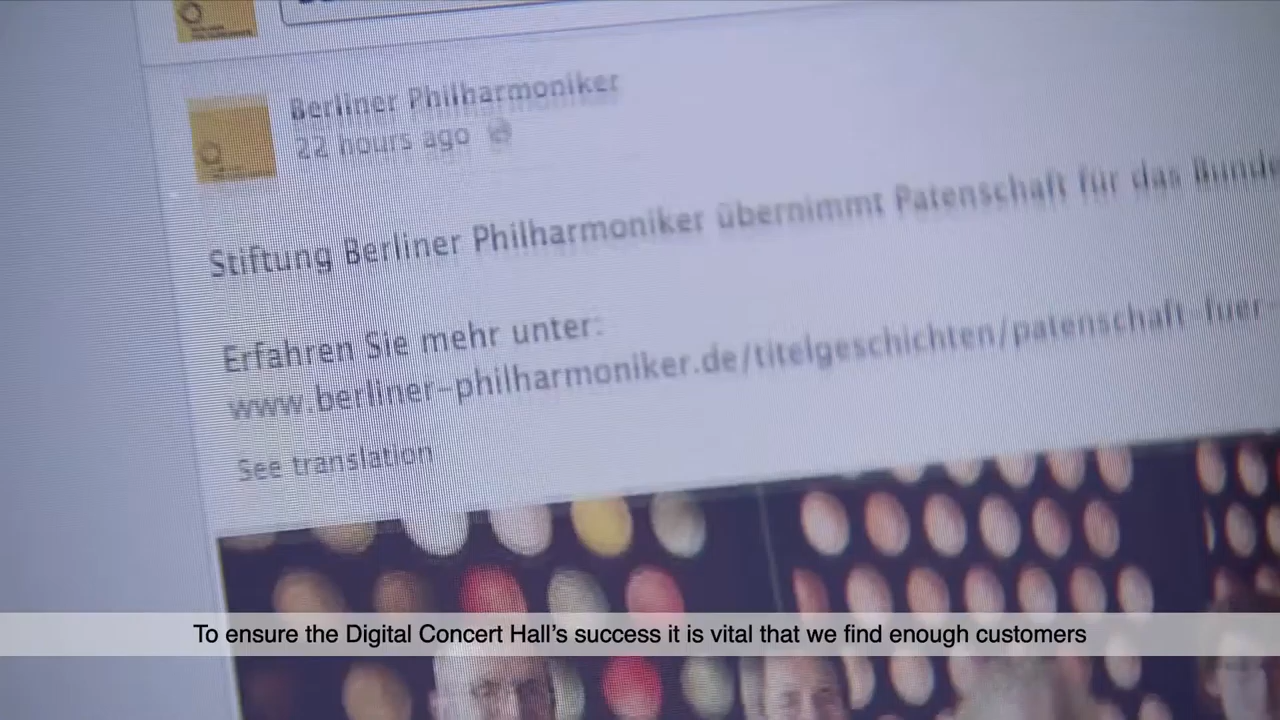 Berliner Philharmoniker
22 hours ago
Stiftung Berliner Philharmoniker übernimmt Patenschaft für das
Erfahren Sie mehr unter:
www.berliner-philharmoniker.de/titelgeschichten/patenschaft-fuer-
See translation
To ensure the Digital Concert Hall's success it is vital that we find enough customers